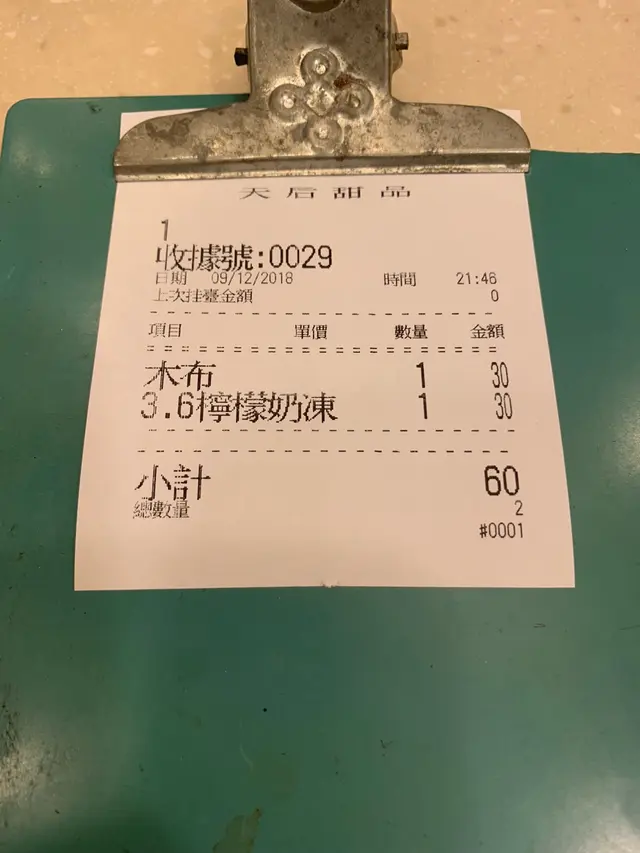 天后甜品
1
收據號:0029
日期 09/12/2018 時間 21:46
上次挂臺金額 0
項目 單價 數量 金額
木布 1 30
3.6檸檬奶凍 1 30
小計 60
總數量 2
#0001